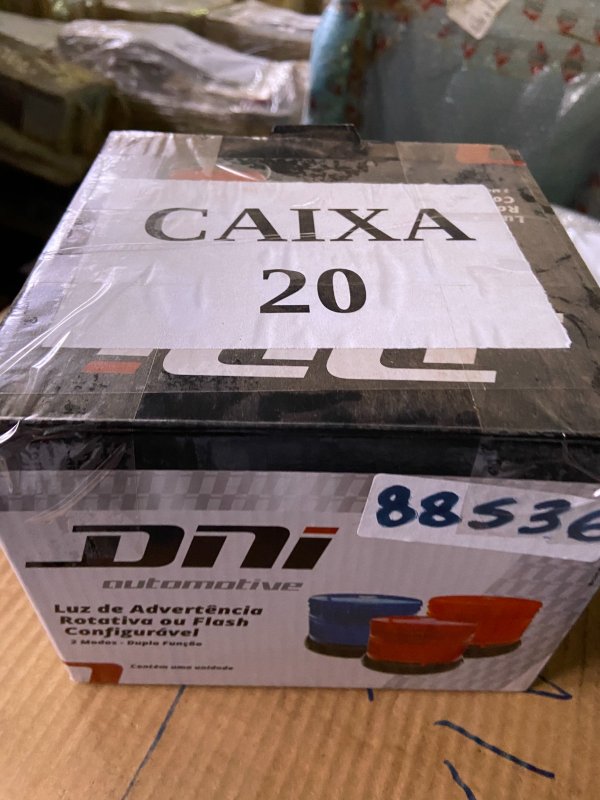 CAIXA
20
88536
DNi
automotive
Luz de Advertência
Rotativa ou Flash
Configurável
2 Modos - Dupla Função
Contém uma unidade